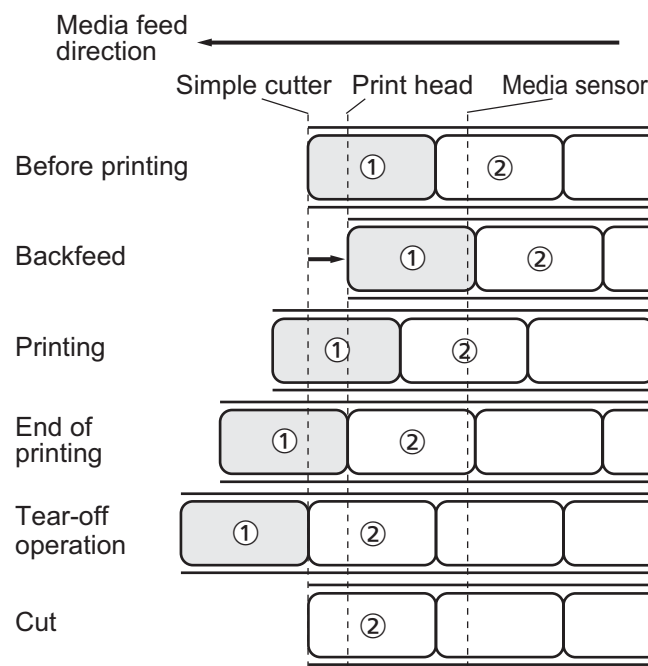 Media feed
direction
Simple cutter Print head Media sensor
Before printing ① ②
Backfeed ① ②
Printing ① ②
End of
printing ① ②
Tear-off
operation ① ②
Cut ②